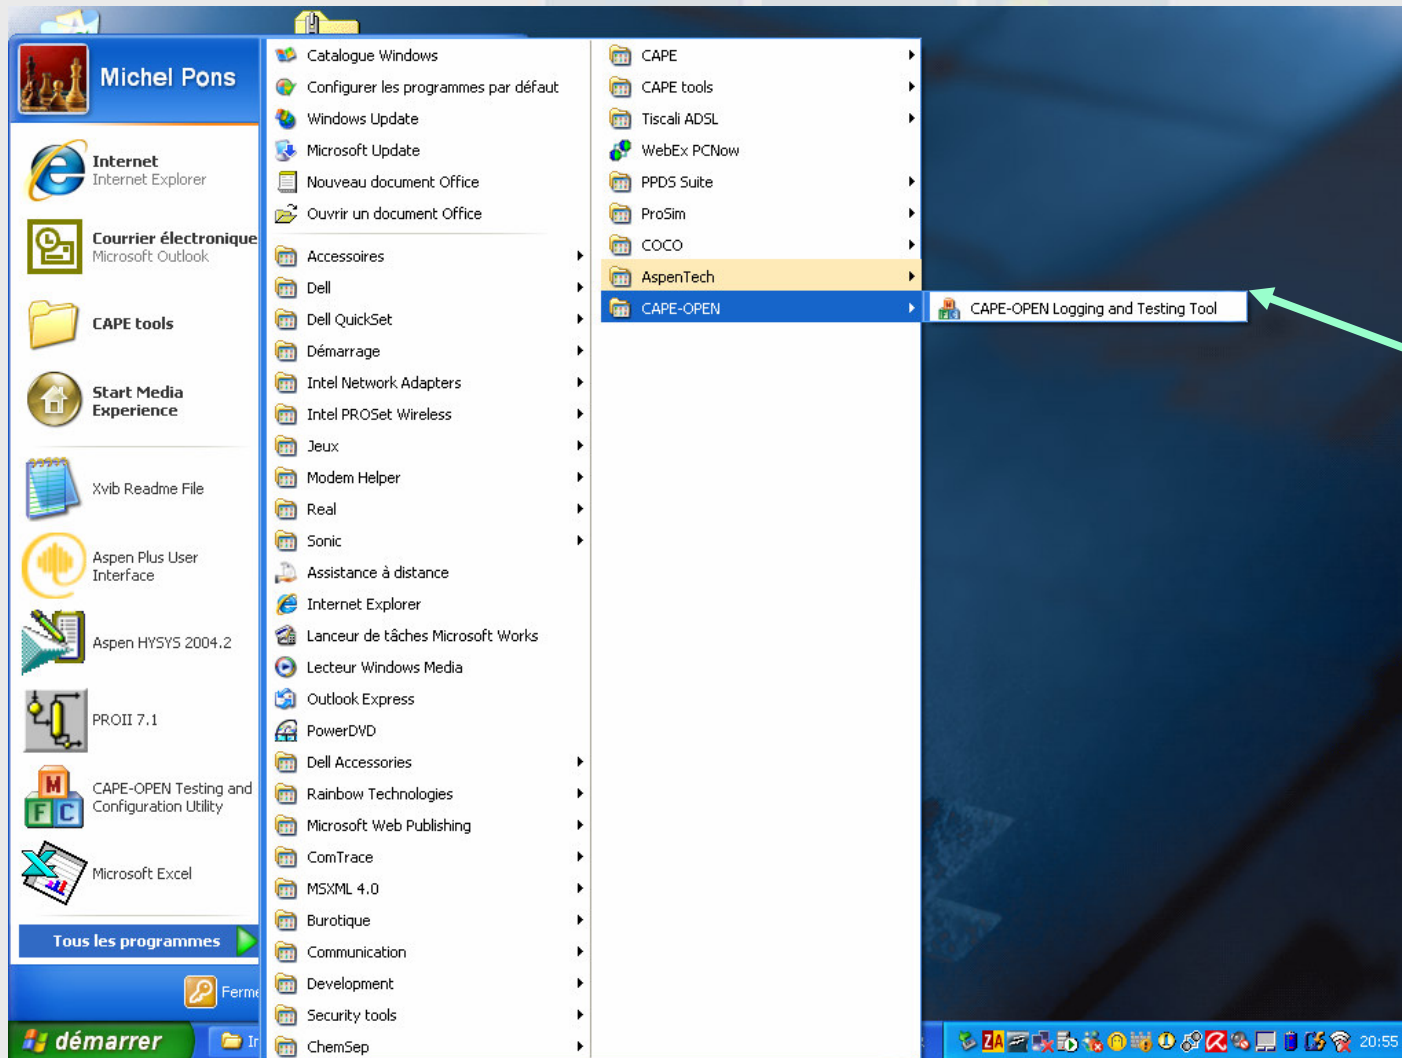 Michel Pons
Internet
Internet Explorer
Courrier électronique
Microsoft Outlook
CAPE tools
Start Media
Experience
Xvib Readme File
Aspen Plus User
Interface
Aspen HYSYS 2004.2
PROII 7.1
CAPE-OPEN Testing and
Configuration Utility
Microsoft Excel
Tous les programmes
Ferme
démarrer
Catalogue Windows
Configurer les programmes par défaut
Windows Update
Microsoft Update
Nouveau document Office
Ouvrir un document Office
Accessoires
Dell
Dell QuickSet
Démarrage
Intel Network Adapters
Intel PROSet Wireless
Jeux
Modem Helper
Real
Sonic
Assistance à distance
Internet Explorer
Lanceur de tâches Microsoft Works
Lecteur Windows Media
Outlook Express
PowerDVD
Dell Accessories
Rainbow Technologies
Microsoft Web Publishing
ComTrace
MSXML 4.0
Burotique
Communication
Development
Security tools
ChemSep
CAPE
CAPE tools
Tiscali ADSL
WebEx PCNow
PPDS Suite
ProSim
COCO
AspenTech
CAPE-OPEN
CAPE-OPEN Logging and Testing Tool
20:55